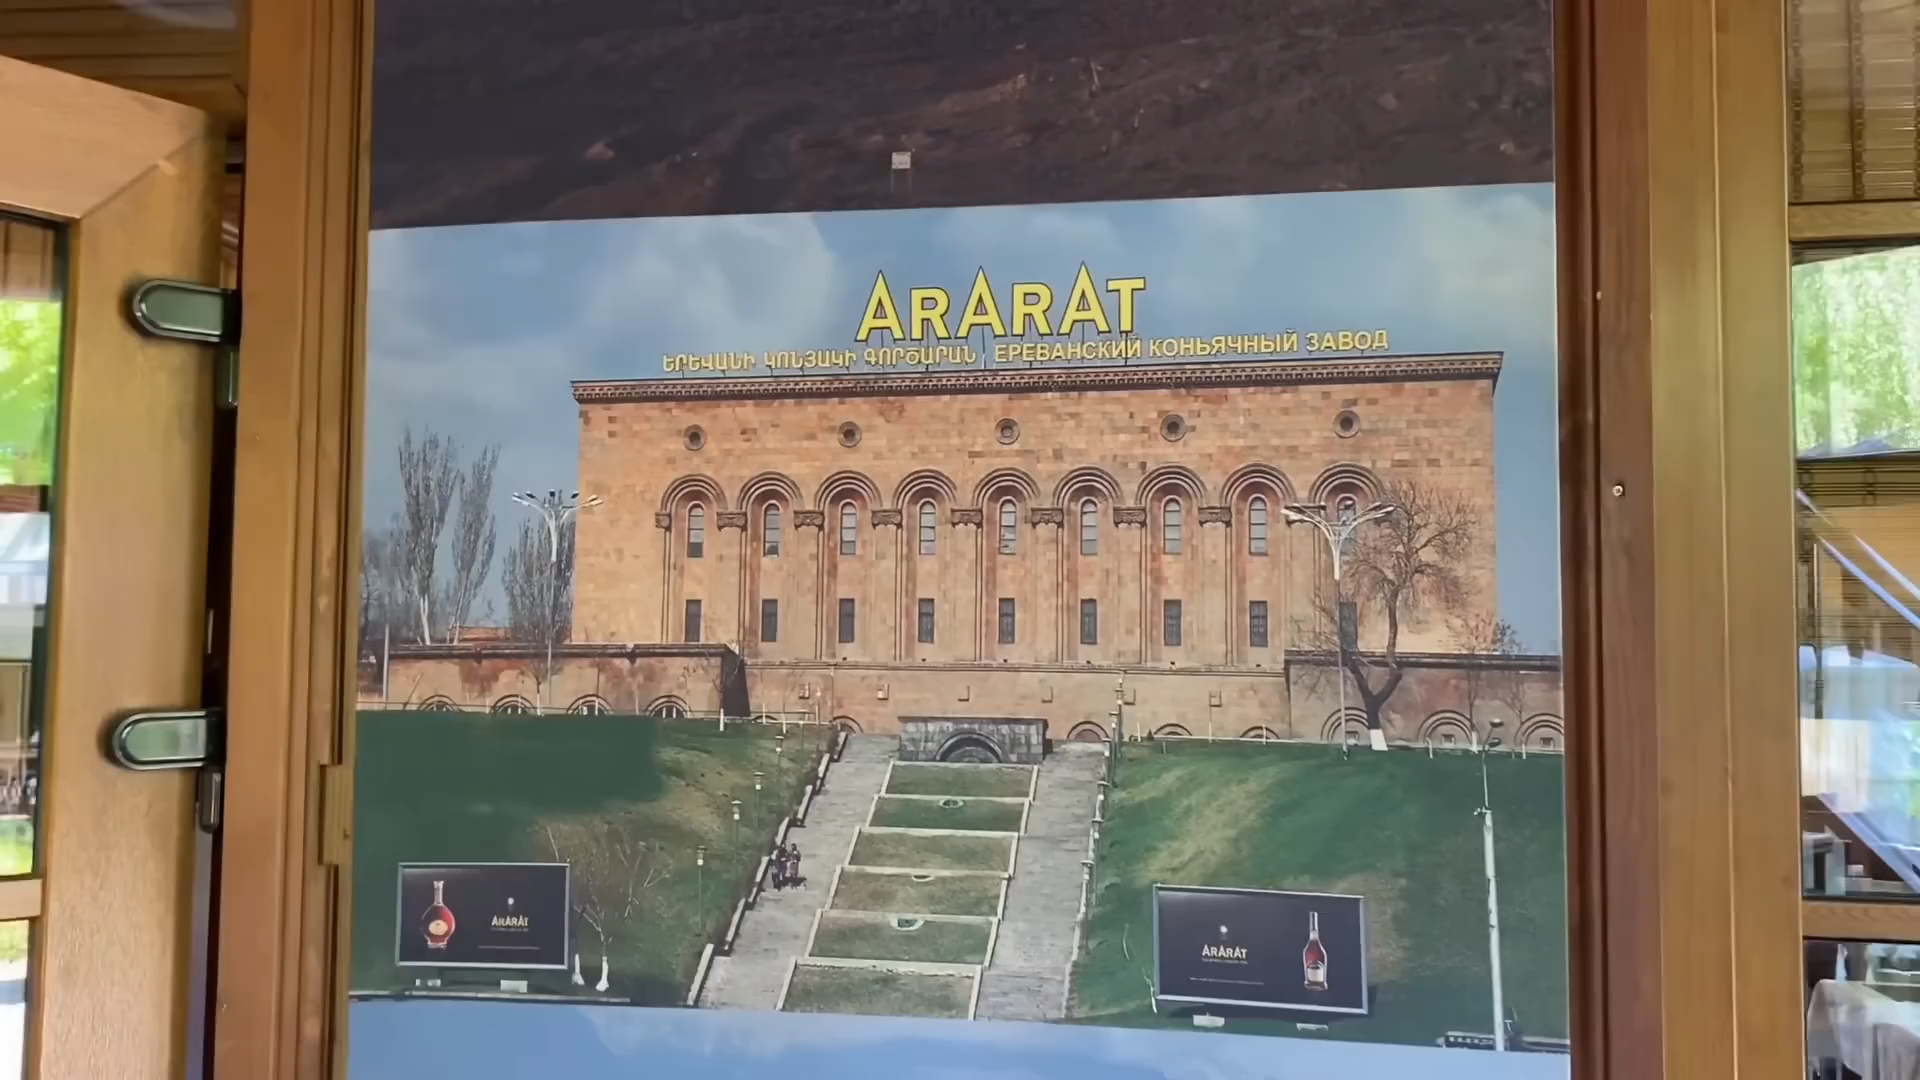 ARARAT
ԵՐԵՎԱՆԻ ԿՈՆՅԱԿԻ ԳՈՐԾԱՐԱՆ ЕРЕВАНСКИЙ КОНЬЯЧНЫЙ ЗАВОД
ARARAT
ARARAT